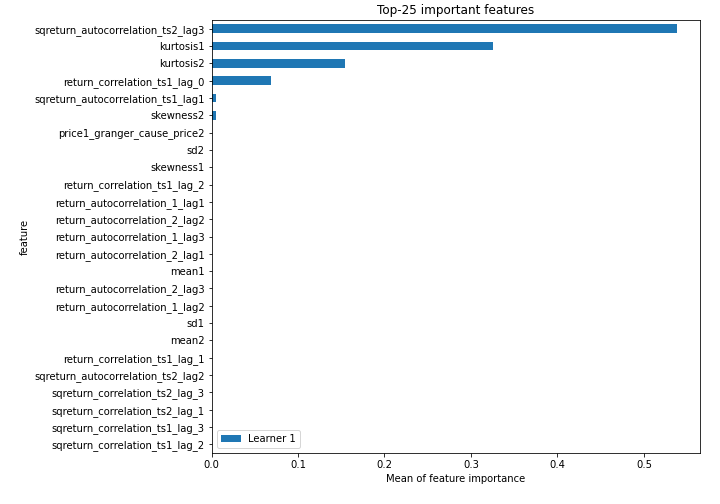 Top-25 important features
sqreturn_autocorrelation_ts2_lag3
kurtosis1
kurtosis2
return_correlation_ts1_lag_0
sqreturn_autocorrelation_ts1_lag1
skewness2
price1_granger_cause_price2
sd2
skewness1
return_correlation_ts1_lag_2
return_autocorrelation_1_lag1
return_autocorrelation_2_lag2
return_autocorrelation_1_lag3
return_autocorrelation_2_lag1
mean1
return_autocorrelation_2_lag3
return_autocorrelation_1_lag2
sd1
mean2
return_correlation_ts1_lag_1
sqreturn_autocorrelation_ts2_lag2
sqreturn_correlation_ts2_lag_3
sqreturn_correlation_ts2_lag_1
sqreturn_correlation_ts1_lag_3
sqreturn_correlation_ts1_lag_2
feature
Learner 1
0.0 0.1 0.2 0.3 0.4 0.5
Mean of feature importance